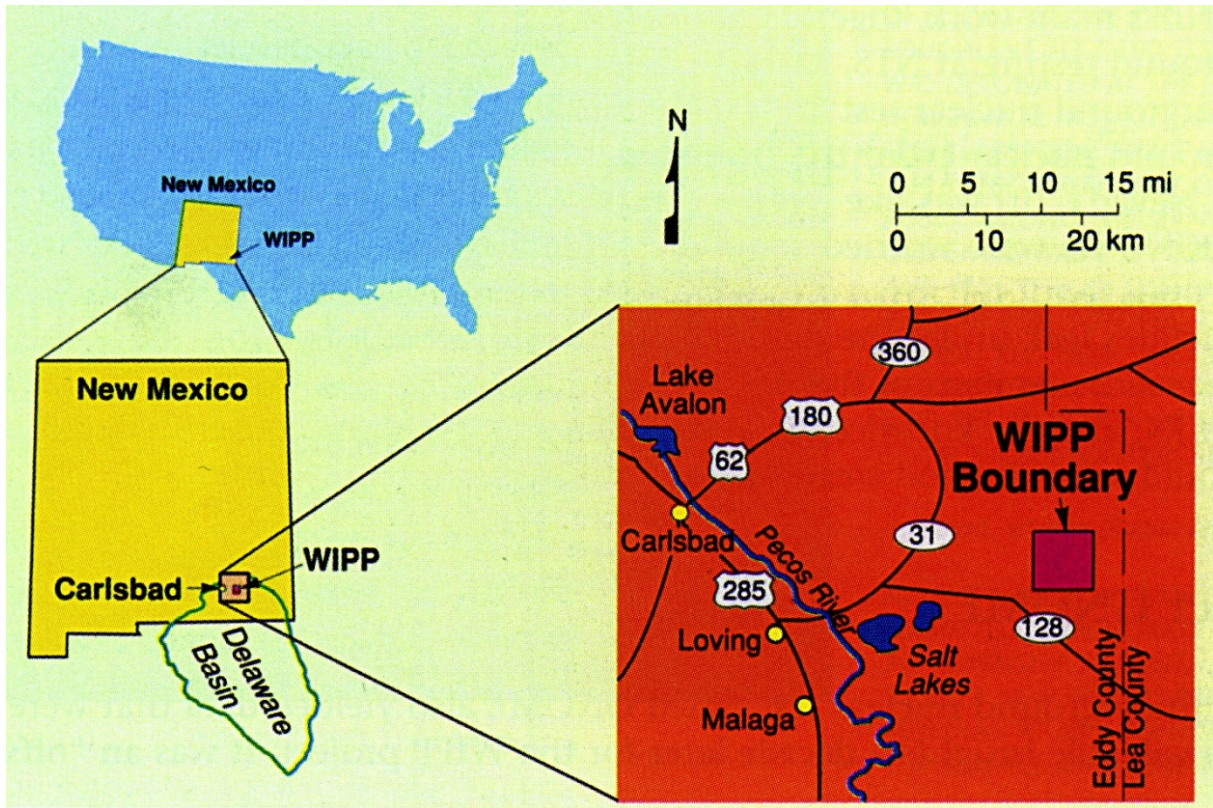 New Mexico
WIPP
N
0 5 10 15 mi
0 10 20 km
New Mexico
WIPP
Carlsbad
Delaware
Basin
360
Lake
Avalon
180
62
WIPP
Boundary
Carlsbad
31
Pecos River
285
128
Loving
Salt
Lakes
Malaga
Eddy County
Lea County